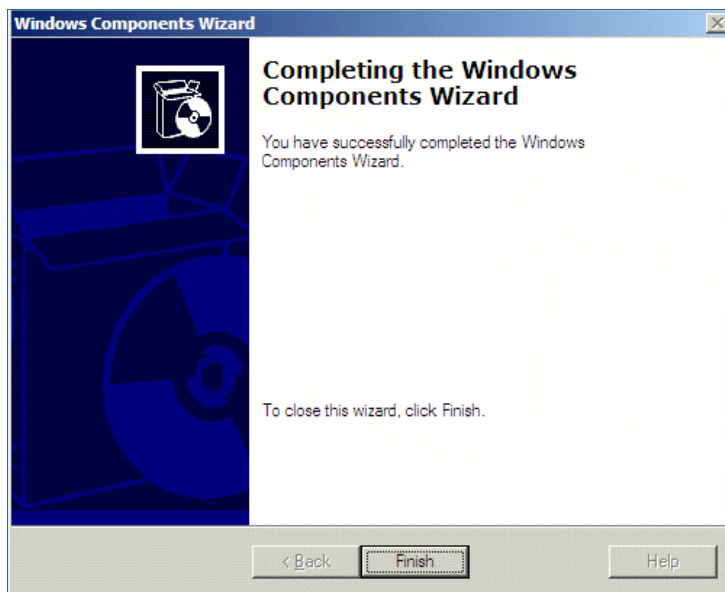 Windows Components Wizard
Completing the Windows
Components Wizard
You have successfully completed the Windows
Components Wizard.
To close this wizard, click Finish.
< Back
Finish
Help